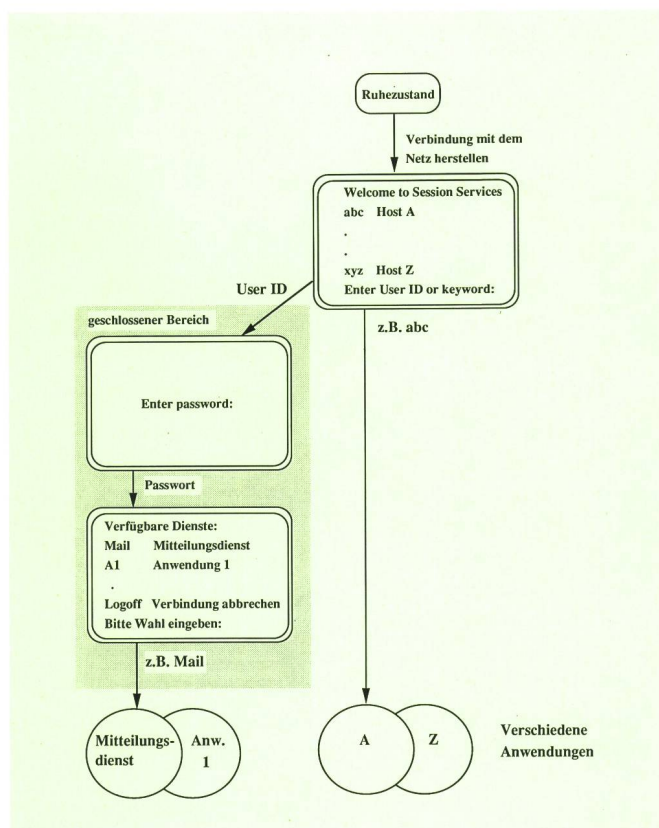 Ruhezustand
Verbindung mit dem
Netz herstellen
Welcome to Session Services
abc Host A
.
.
xyz Host Z
Enter User ID or keyword:
User ID
z.B. abc
geschlossener Bereich
Enter password:
Passwort
Verfügbare Dienste:
Mail Mitteilungsdienst
A1 Anwendung 1
.
Logoff Verbindung abbrechen
Bitte Wahl eingeben:
z.B. Mail
Mitteilungs-
dienst
Anw.
1
A
Z
Verschiedene
Anwendungen